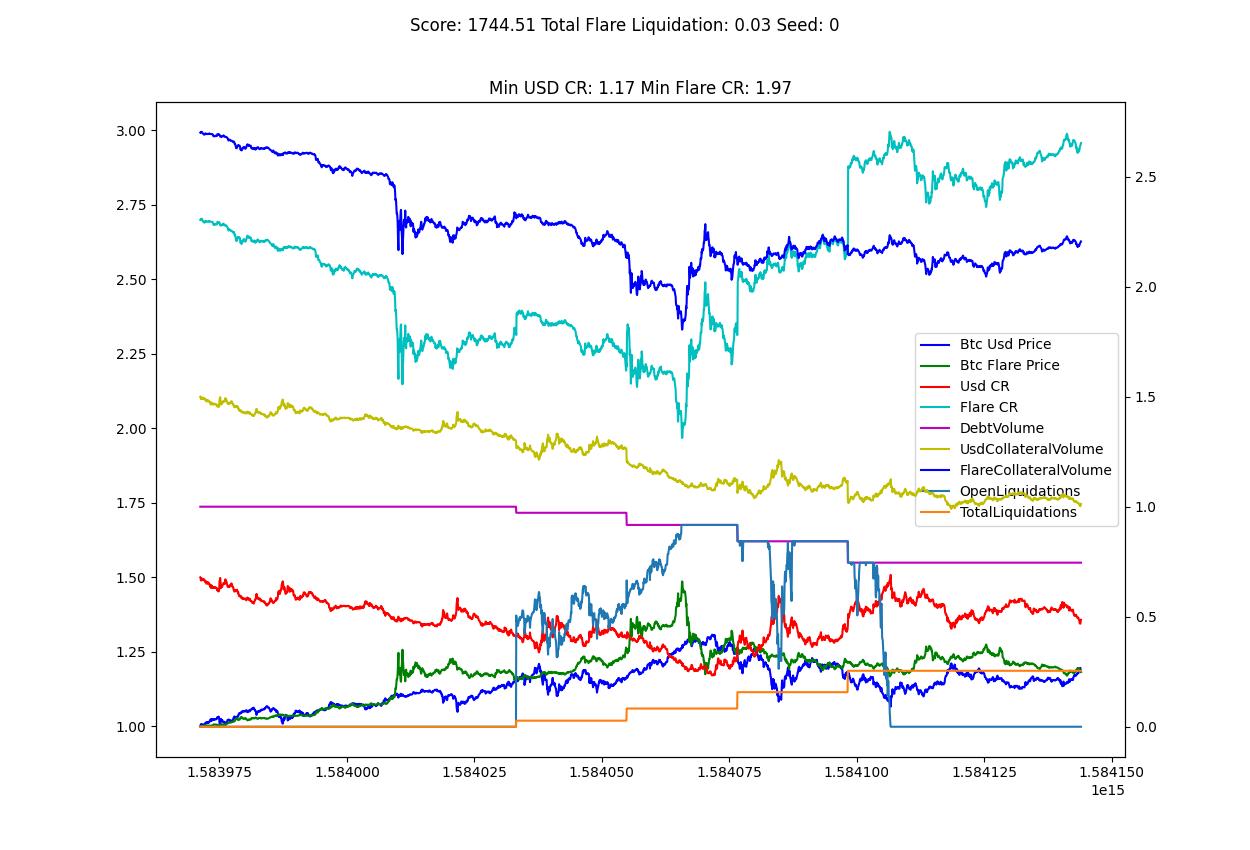 Score: 1744.51 Total Flare Liquidation: 0.03 Seed: 0
Min USD CR: 1.17 Min Flare CR: 1.97
3.00
2.75
2.50
2.25
2.00
1.75
1.50
1.25
1.00
2.5
2.0
1.5
1.0
0.5
0.0
Btc Usd Price
Btc Flare Price
Usd CR
Flare CR
DebtVolume
UsdCollateralVolume
FlareCollateralVolume
OpenLiquidations
TotalLiquidations
1.583975 1.584000 1.584025 1.584050 1.584075 1.584100 1.584125 1.584150
1e15